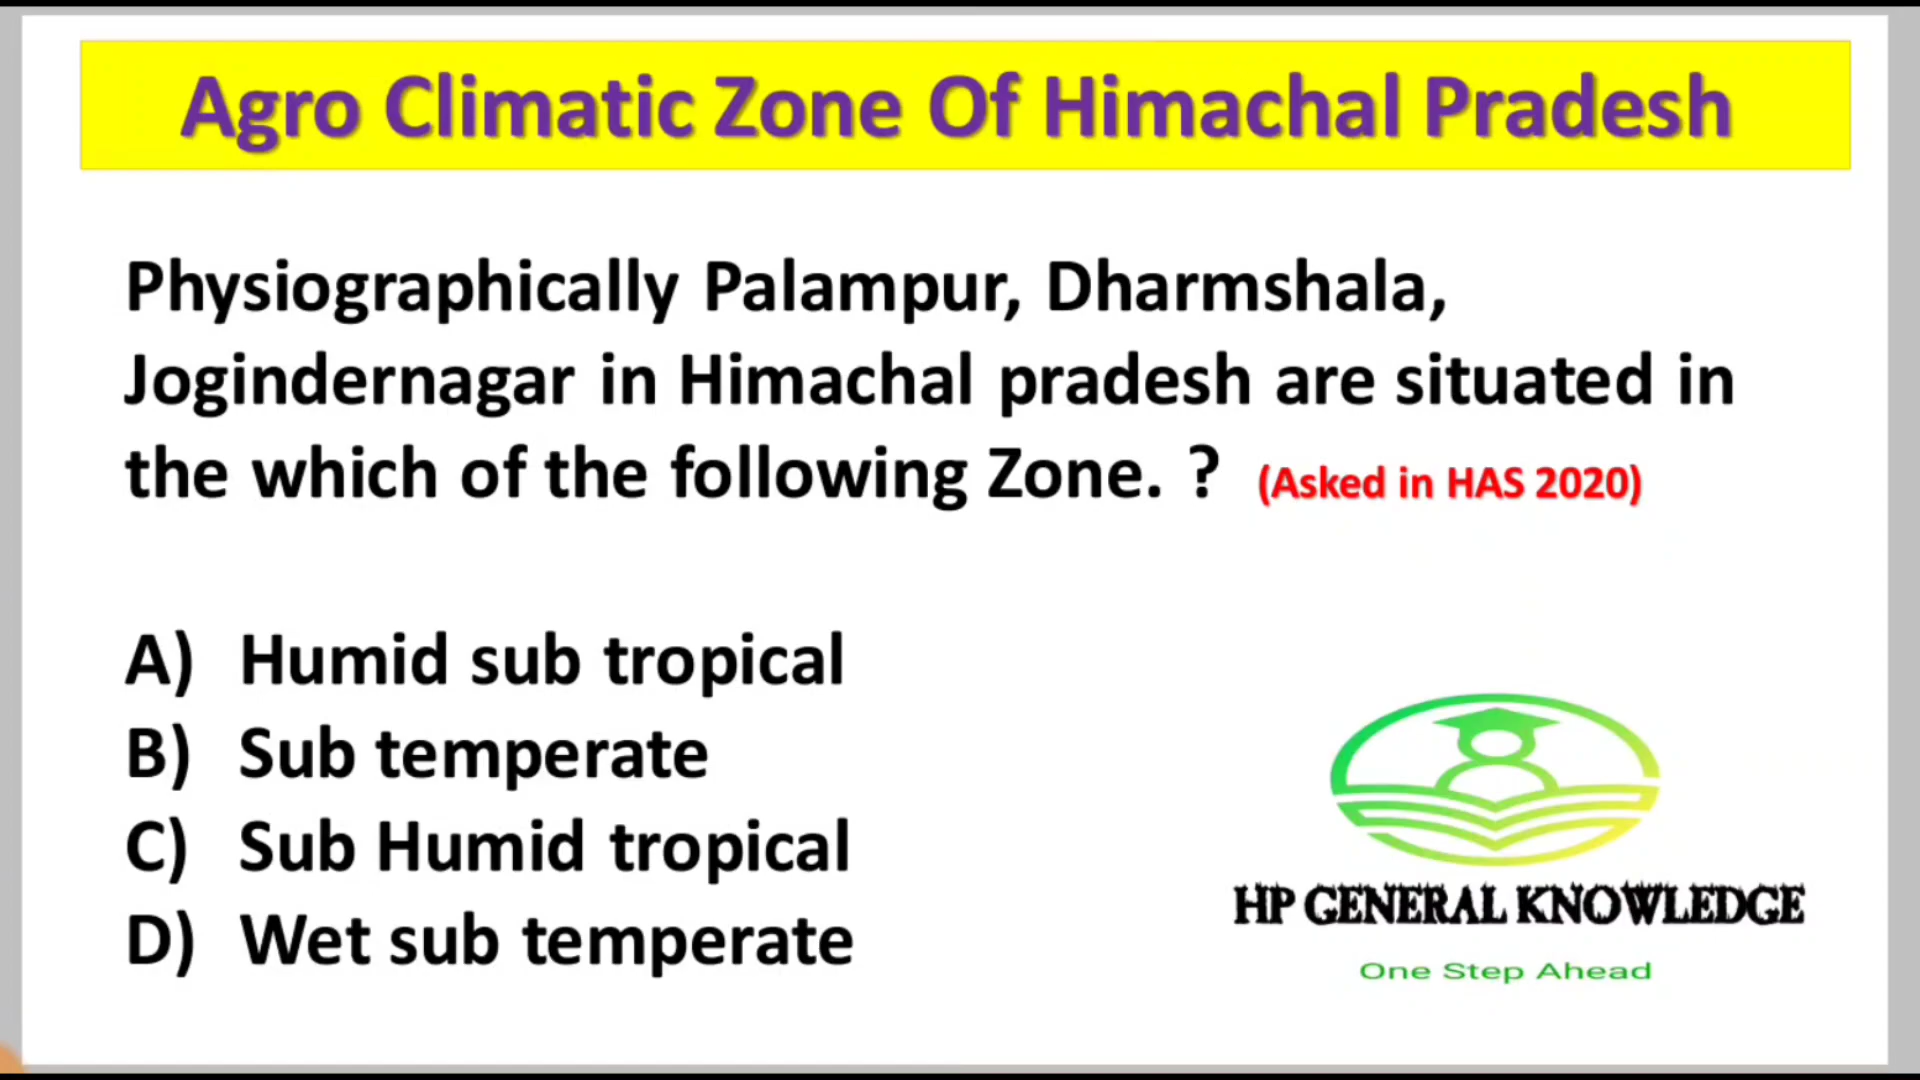 Agro Climatic Zone Of Himachal Pradesh
Physiographically Palampur, Dharmshala,
Jogindernagar in Himachal pradesh are situated in
the which of the following Zone. ? (Asked in HAS 2020)
A) Humid sub tropical
B) Sub temperate
C) Sub Humid tropical
D) Wet sub temperate
HP GENERAL KNOWLEDGE
One Step Ahead